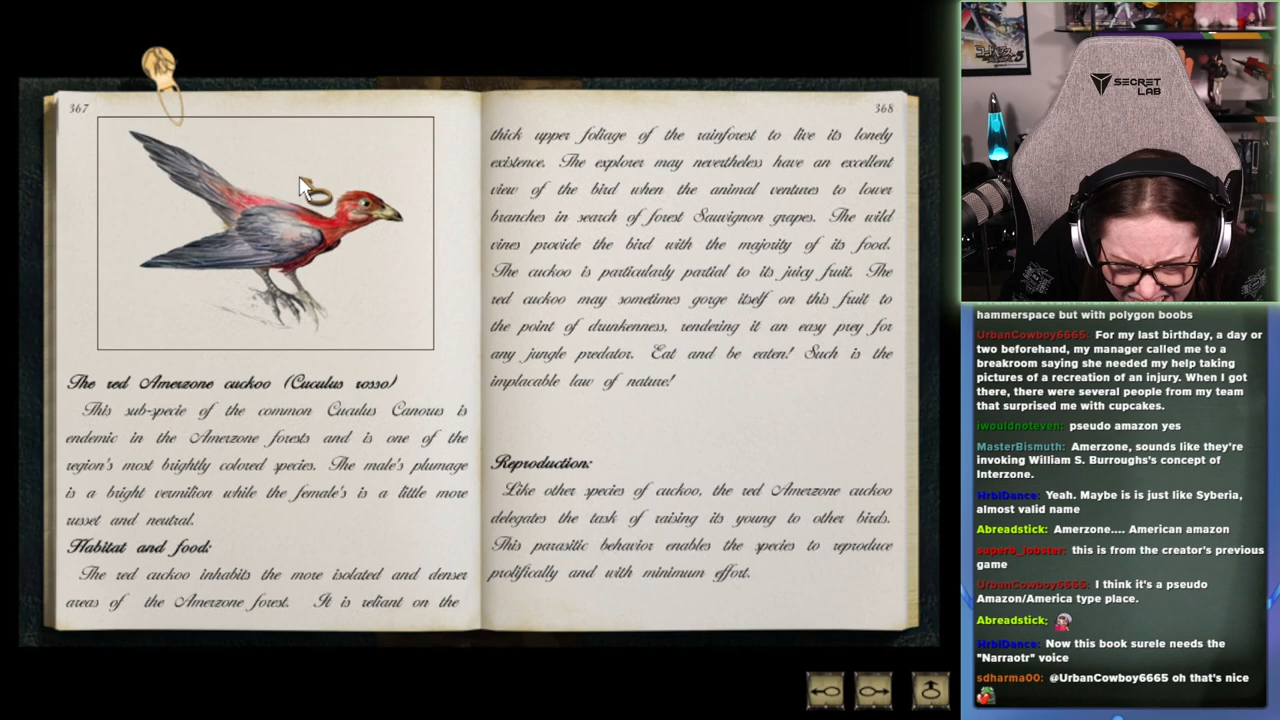 367
The red Amerzone cuckoo (Cuculus rosso)
This sub-specie of the common Cuculus Canorus is
endemic in the Amerzone forests and is one of the
region's most brightly colored species. The male's plumage
is a bright vermilion while the female's is a little more
russet and neutral.
Habitat and food:
The red cuckoo inhabits the more isolated and denser
areas of the Amerzone forest. It is reliant on the
368
thick upper foliage of the rainforest to live its lonely
existence. The explorer may nevertheless have an excellent
view of the bird when the animal ventures to lower
branches in search of forest Sauvignon grapes. The wild
vines provide the bird with the majority of its food.
The cuckoo is particularly partial to its juicy fruit. The
red cuckoo may sometimes gorge itself on this fruit to
the point of drunkenness, rendering it an easy prey for
any jungle predator. Eat and be eaten! Such is the
implacable law of nature!
Reproduction:
Like other species of cuckoo, the red Amerzone cuckoo
delegates the task of raising its young to other birds.
This parasitic behavior enables the species to reproduce
prolifically and with minimum effort.
SECRET
LAB
hammerspace but with polygon boobs
UrbanCowboy6665: For my last birthday, a day or
two beforehand, my manager called me to a
breakroom saying she needed my help taking
pictures of a recreation of an injury. When I got
there, there were several people from my team
that surprised me with cupcakes.
iwouldnoteven: pseudo amazon yes
MasterBismuth: Amerzone, sounds like they're
invoking William S. Burroughs's concept of
Interzone.
HrblDance: Yeah. Maybe is is just like Syberia,
almost valid name
Abreadstick: Amerzone.... American amazon
superb_lobster: this is from the creator's previous
game
UrbanCowboy6665: I think it's a pseudo
Amazon/America type place.
Abreadstick:
HrblDance: Now this book surele needs the
"Narraotr" voice
sdharma00: @UrbanCowboy6665 oh that's nice